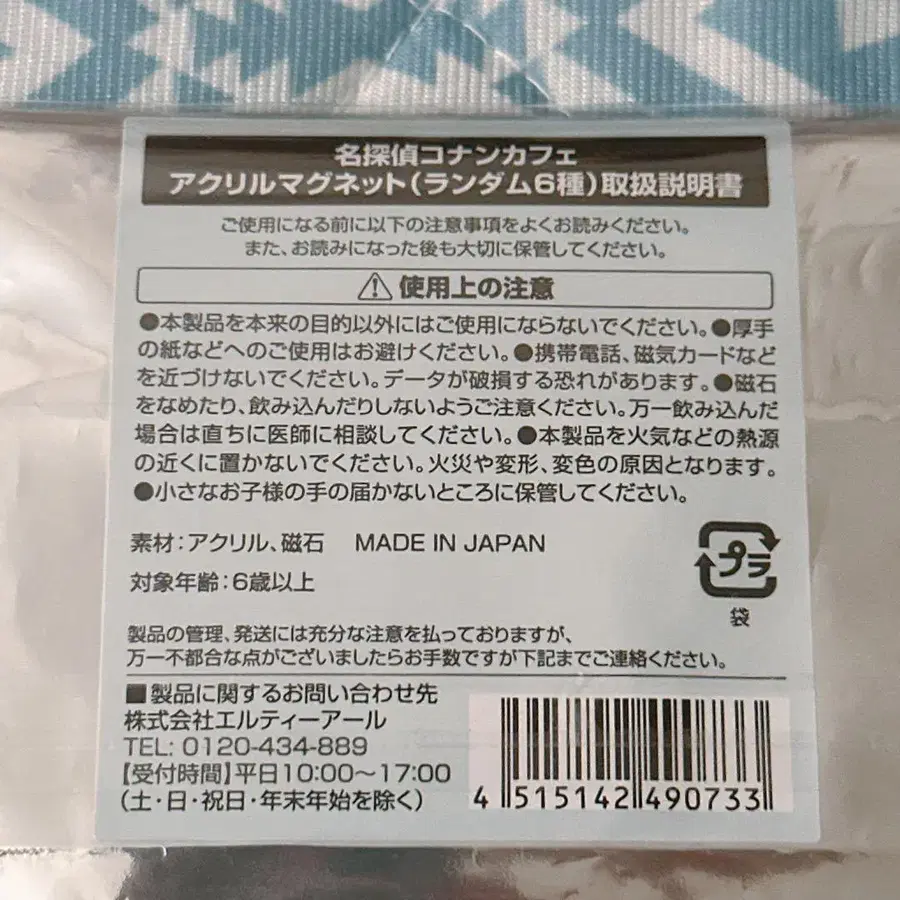 名探偵コナンカフェ
アクリルマグネット(ランダム6種)取扱説明書
ご使用になる前に以下の注意事項をよくお読みください。
また、お読みになった後も大切に保管してください。
使用上の注意
●本製品を本来の目的以外にはご使用にならないでください。●厚手
の紙などへのご使用はお避けください。●携帯電話、磁気カードなど
を近づけないでください。データが破損する恐れがあります。●磁石
をなめたり、飲み込んだりしないようご注意ください。万一飲み込んだ
場合は直ちに医師に相談してください。●本製品を火気などの熱源
の近くに置かないでください。火災や変形、変色の原因となります。
●小さなお子様の手の届かないところに保管してください。
素材:アクリル、磁石 MADE IN JAPAN
対象年齢:6歳以上
プラ
袋
製品の管理、発送には充分な注意を払っておりますが、
万一不都合な点がございましたらお手数ですが下記までご連絡ください。
■製品に関するお問い合わせ先
株式会社エルティーアール
TEL: 0120-434-889
【受付時間】平日10:00～17:00
(土・日・祝日・年末年始を除く)
4 515142 490733